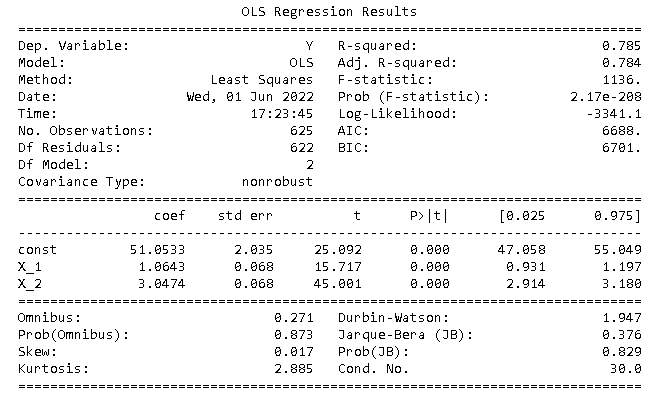 OLS Regression Results
==============================================================================
Dep. Variable:                      Y   R-squared:                       0.785
Model:                            OLS   Adj. R-squared:                  0.784
Method:                 Least Squares   F-statistic:                     1136.
Date:                Wed, 01 Jun 2022   Prob (F-statistic):          2.17e-208
Time:                        17:23:45   Log-Likelihood:                -3341.1
No. Observations:                 625   AIC:                             6688.
Df Residuals:                     622   BIC:                             6701.
Df Model:                           2
Covariance Type:            nonrobust
==============================================================================
                 coef    std err          t      P>|t|      [0.025      0.975]
------------------------------------------------------------------------------
const         51.0533      2.035     25.092      0.000      47.058      55.049
X_1            1.0643      0.068     15.717      0.000       0.931       1.197
X_2            3.0474      0.068     45.001      0.000       2.914       3.180
==============================================================================
Omnibus:                        0.271   Durbin-Watson:                   1.947
Prob(Omnibus):                  0.873   Jarque-Bera (JB):                0.376
Skew:                           0.017   Prob(JB):                        0.829
Kurtosis:                       2.885   Cond. No.                         30.0
==============================================================================